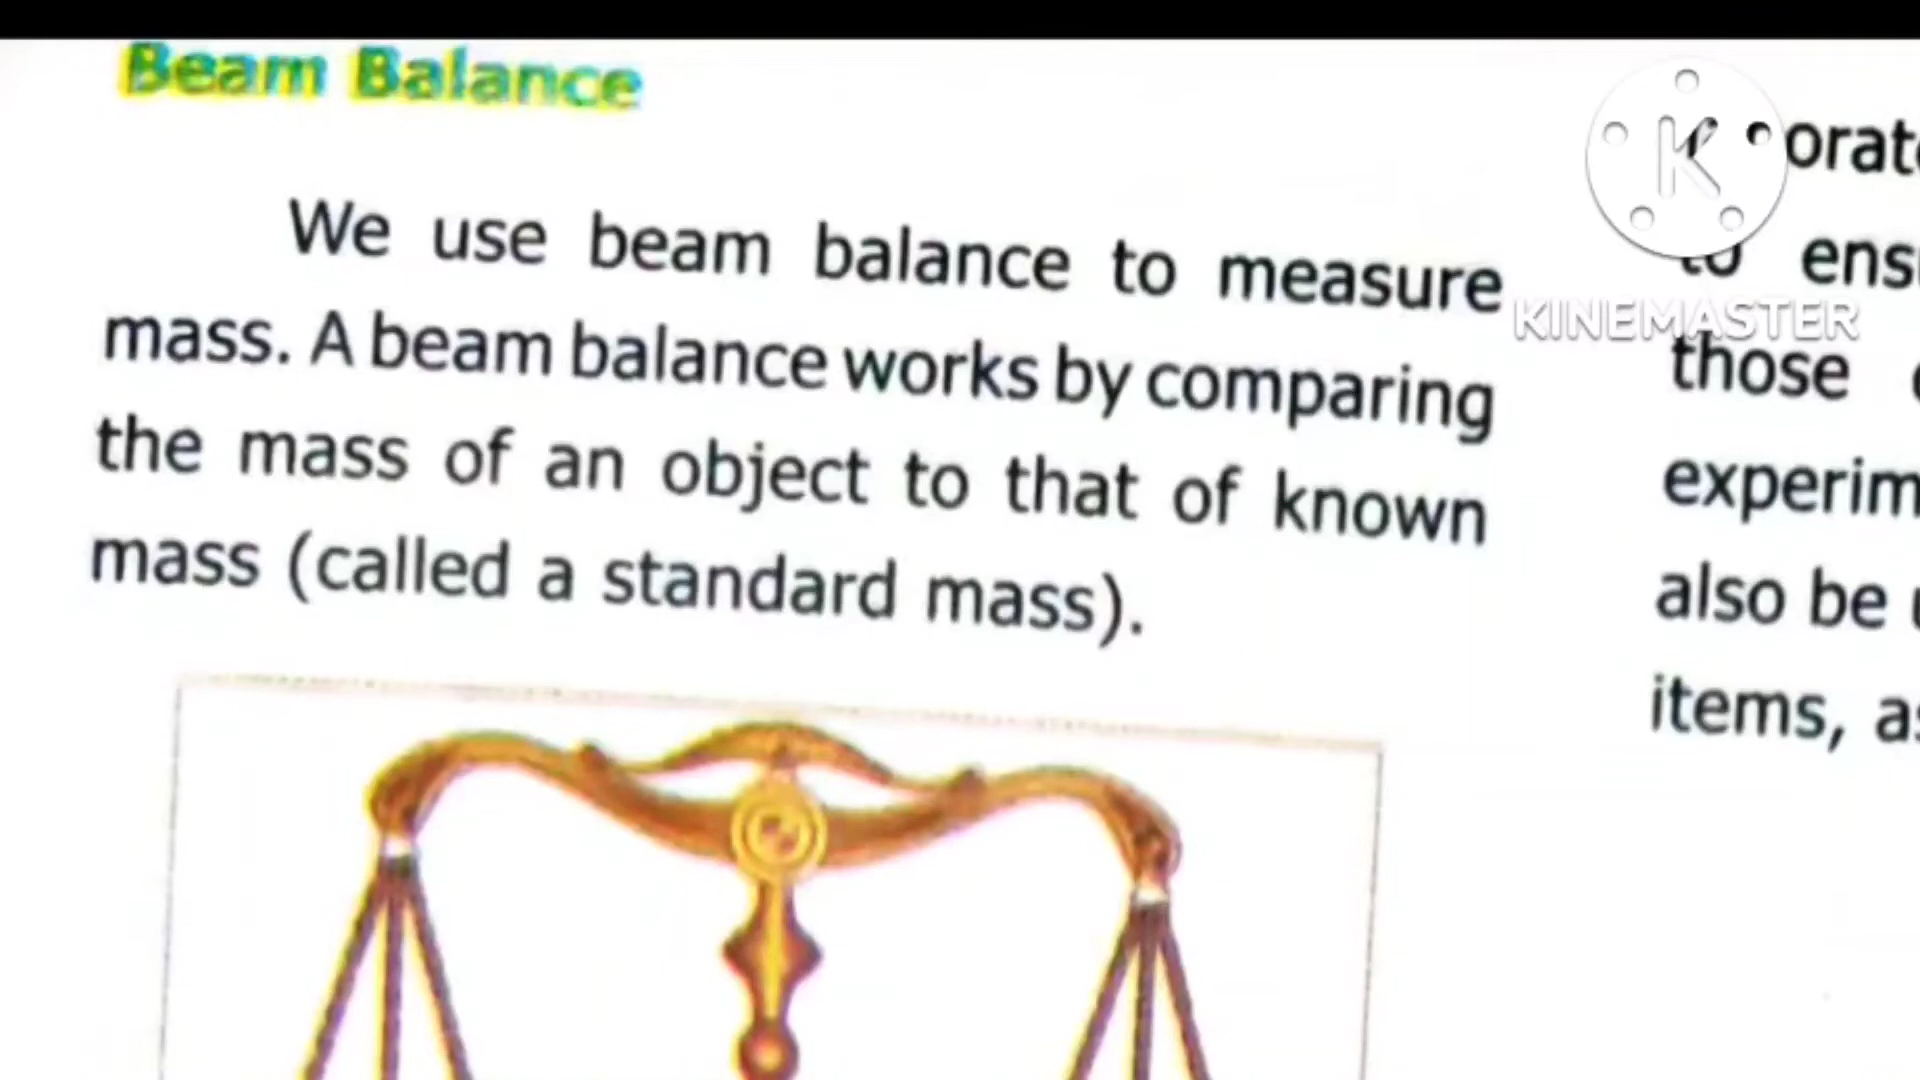 Beam Balance
We use beam balance to measure
mass. A beam balance works by comparing
the mass of an object to that of known
mass (called a standard mass).
to
those
also be
items,
KINEMASTER